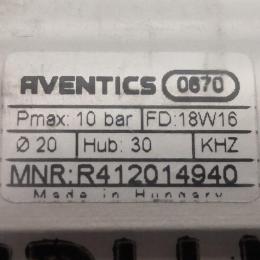 AVENTICS 0670
Pmax: 10 bar FD:18W16
Ø 20 Hub: 30 KHZ
MNR:R412014940
Made in Hungary